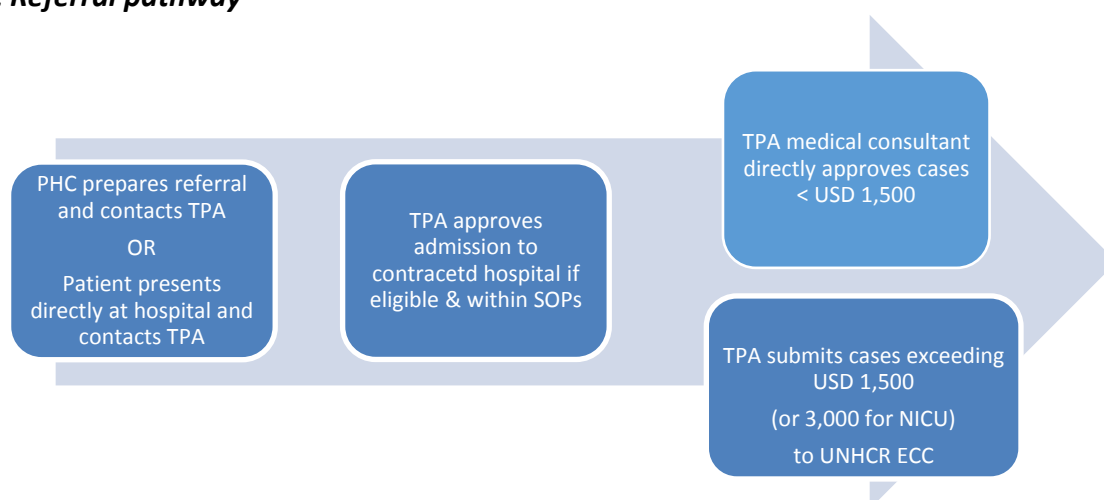 Referral pathway
PHC prepares referral
and contacts TPA
OR
Patient presents
directly at hospital and
contacts TPA
TPA approves
admission to
contracetd hospital if
eligible & within SOPs
TPA medical consultant
directly approves cases
< USD 1,500
TPA submits cases exceeding
USD 1,500
(or 3,000 for NICU)
to UNHCR ECC